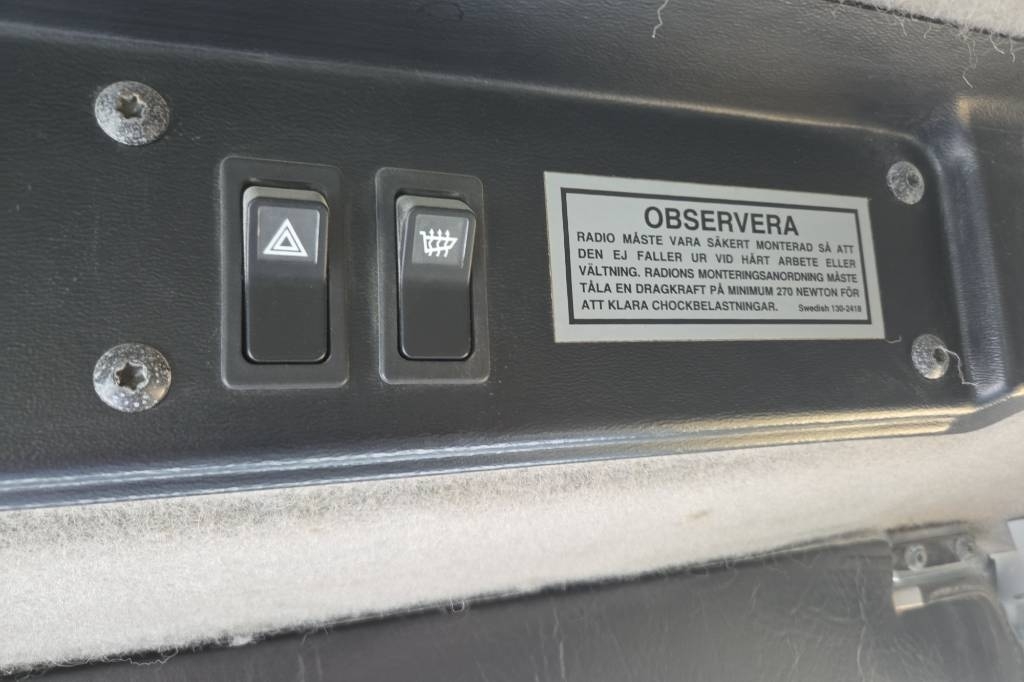 OBSERVERA
RADIO MÅSTE VARA SÄKERT MONTERAD SÅ ATT
DEN EJ FALLER UR VID HÅRT ARBETE ELLER
VÄLTNING. RADIONS MONTERINGSANORDNING MÅSTE
TÅLA EN DRAGKRAFT PÅ MINIMUM 270 NEWTON FÖR
ATT KLARA CHOCKBELASTNINGAR. Swedish 130-2418